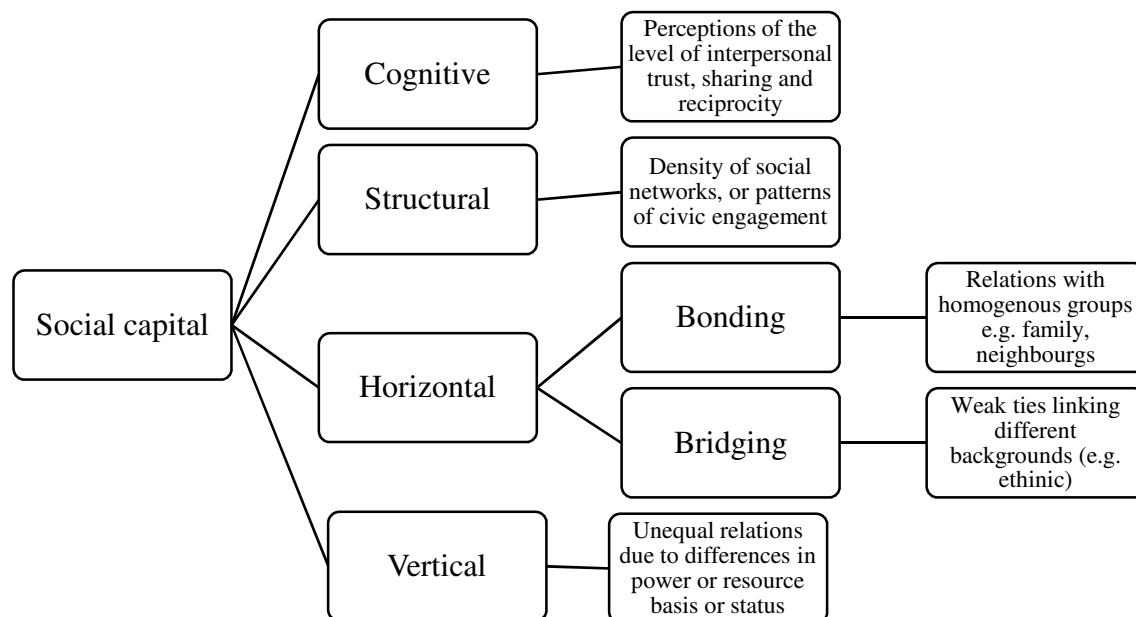 Social capital
Cognitive
Perceptions of the
level of interpersonal
trust, sharing and
reciprocity
Structural
Density of social
networks, or patterns
of civic engagement
Horizontal
Bonding
Relations with
homogenous groups
e.g. family,
neighbourgs
Bridging
Weak ties linking
different
backgrounds (e.g.
ethinic)
Vertical
Unequal relations
due to differences in
power or resource
basis or status